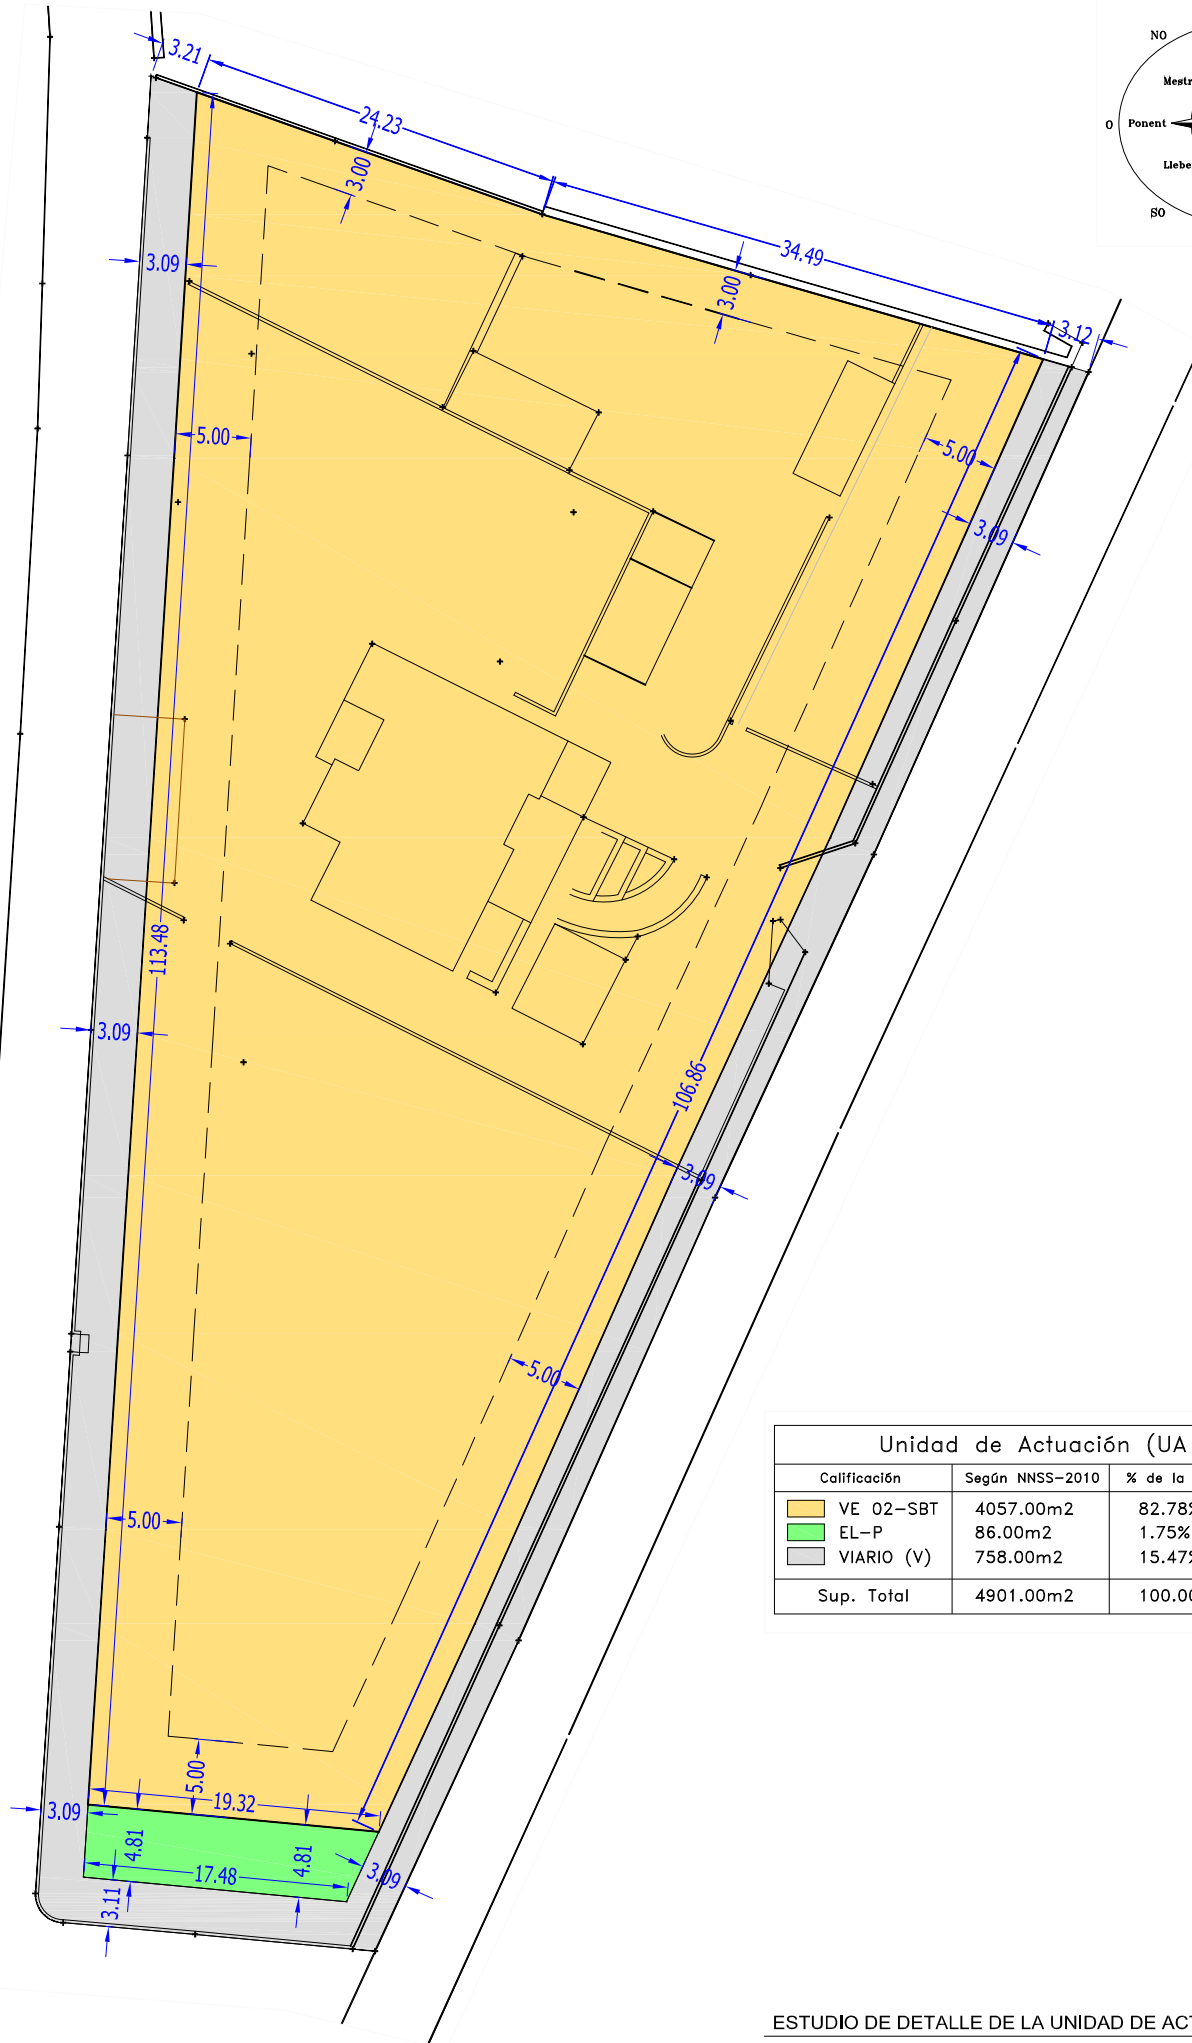 NO
Mestr
O
Ponent
Llebe
SO
3.21
24.23
3.00
34.49
3.00
3.12
3.09
5.00
5.00
3.09
113.48
3.09
106.86
3.09
5.00
5.00
5.00
19.32
3.09
4.81
4.81
17.48
3.09
3.11
Unidad de Actuación (UA
Calificación Según NNSS-2010 % de la
VE 02-SBT 4057.00m2 82.78%
EL-P 86.00m2 1.75%
VIARIO (V) 758.00m2 15.47%
Sup. Total 4901.00m2 100.00
ESTUDIO DE DETALLE DE LA UNIDAD DE ACT